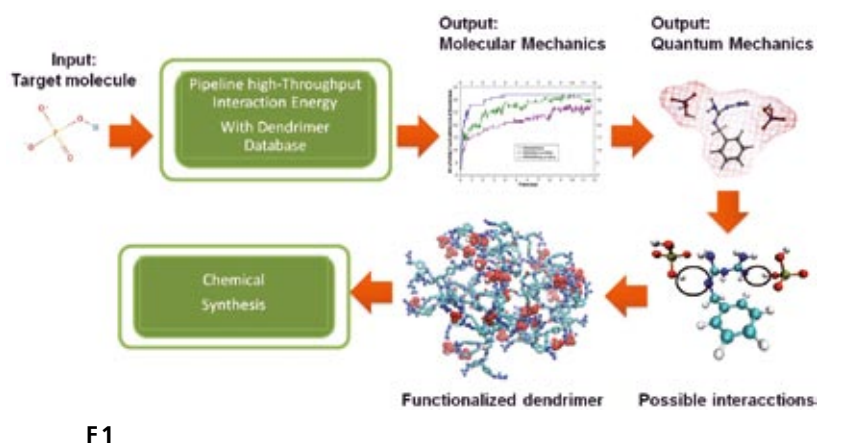 Input:
Target molecule
Pipeline high-Throughput
Interaction Energy
With Dendrimer
Database
Output:
Molecular Mechanics
Output:
Quantum Mechanics
Chemical
Synthesis
Functionalized dendrimer
Possible interacctions
F1